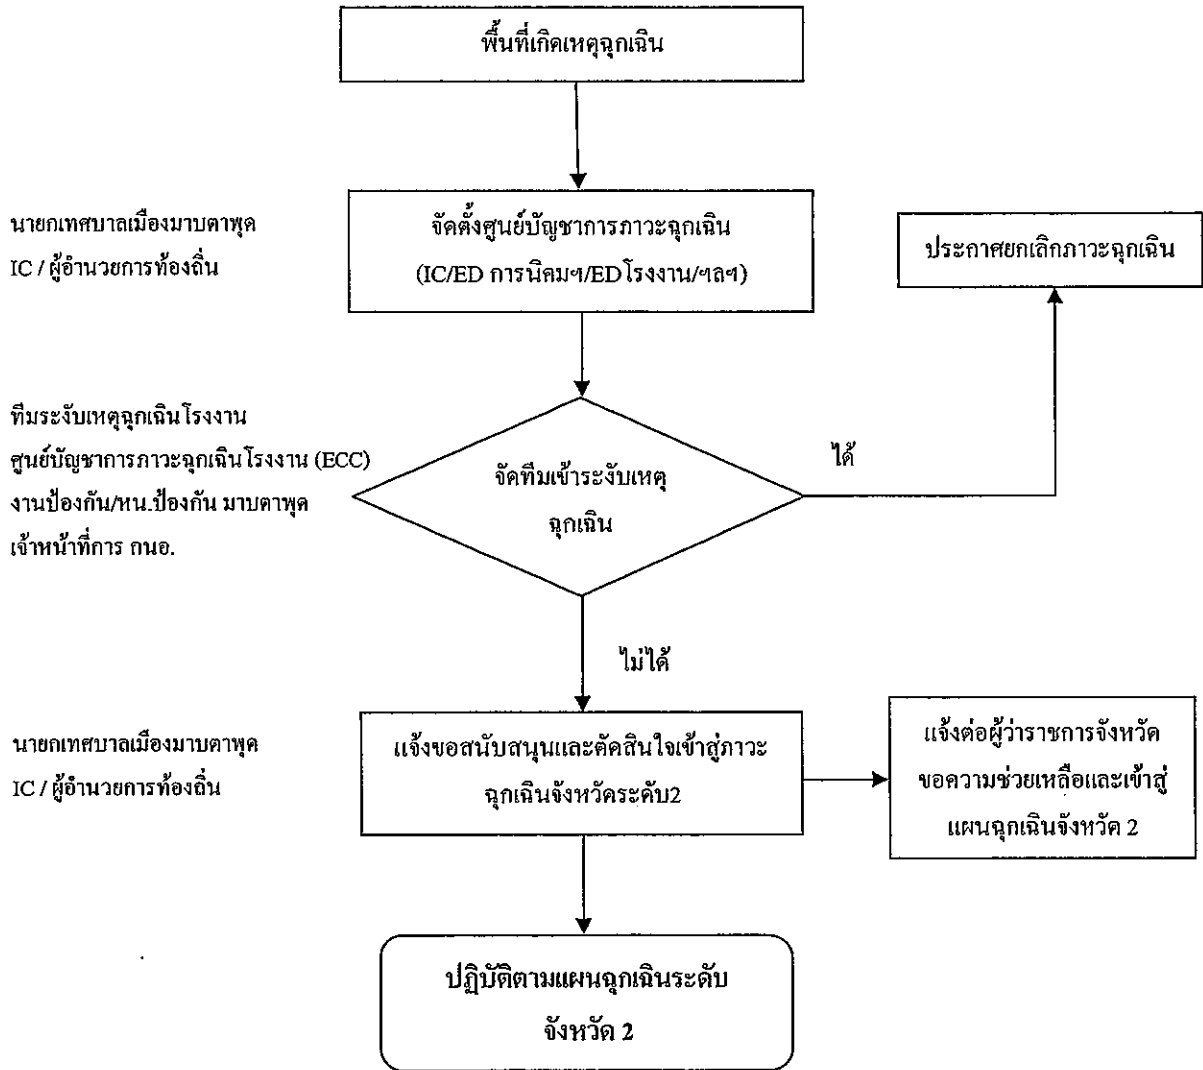 พื้นที่เกิดเหตุฉุกเฉิน
นายกเทศบาลเมืองมาบตาพุด
IC / ผู้อำนวยการท้องถิ่น
จัดตั้งศูนย์บัญชาการภาวะฉุกเฉิน
(IC/ED การนิคมฯ/ED โรงงาน/ฯลฯ)
ประกาศยกเลิกภาวะฉุกเฉิน
ทีมระงับเหตุฉุกเฉินโรงงาน
ศูนย์บัญชาการภาวะฉุกเฉินโรงงาน (ECC)
งานป้องกัน/หน.ป้องกัน มาบตาพุด
เจ้าหน้าที่การ กนอ.
จัดทีมเข้าระงับเหตุ
ฉุกเฉิน
ได้
ไม่ได้
นายกเทศบาลเมืองมาบตาพุด
IC / ผู้อำนวยการท้องถิ่น
แจ้งขอสนับสนุนและตัดสินใจเข้าสู่ภาวะ
ฉุกเฉินจังหวัดระดับ2
แจ้งต่อผู้ว่าราชการจังหวัด
ขอความช่วยเหลือและเข้าสู่
แผนฉุกเฉินจังหวัด 2
ปฏิบัติตามแผนฉุกเฉินระดับ
จังหวัด 2